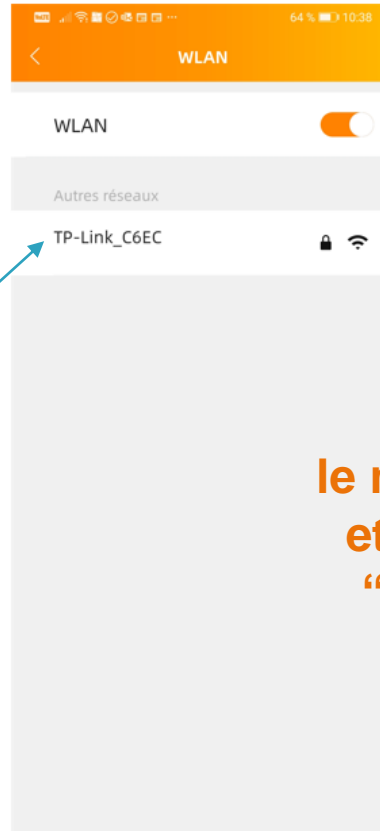 64 % 10:38
WLAN
WLAN
Autres réseaux
TP-Link_C6EC
le
et
“